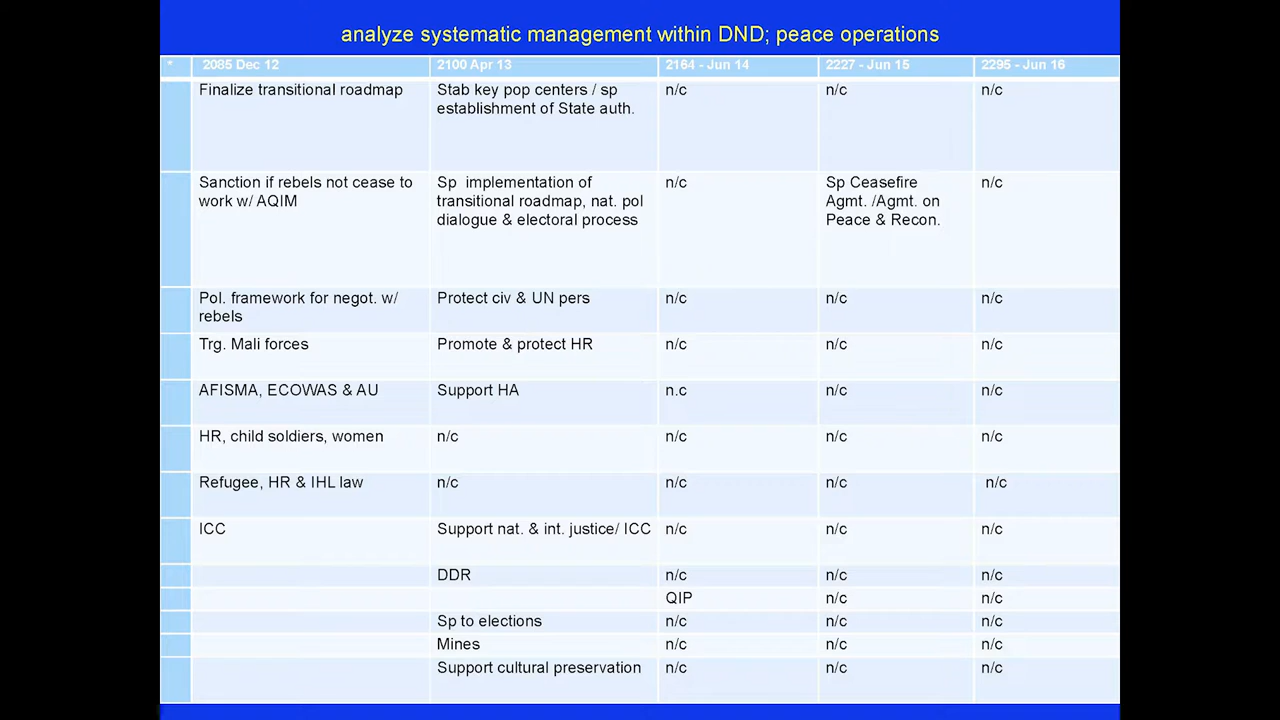 analyze systematic management within DND; peace operations
* 2085 Dec 12 2100 Apr 13 2164 - Jun 14 2227 - Jun 15 2295 - Jun 16
Finalize transitional roadmap
Stab key pop centers / sp
establishment of State auth.
n/c
n/c
n/c
Sanction if rebels not cease to
work w/ AQIM
Sp implementation of
transitional roadmap, nat. pol
dialogue & electoral process
n/c
Sp Ceasefire
Agmt. /Agmt. on
Peace & Recon.
n/c
Pol. framework for negot. w/
rebels
Protect civ & UN pers
n/c
n/c
n/c
Trg. Mali forces
Promote & protect HR
n/c
n/c
n/c
AFISMA, ECOWAS & AU
Support HA
n.c
n/c
n/c
HR, child soldiers, women
n/c
n/c
n/c
n/c
Refugee, HR & IHL law
n/c
n/c
n/c
n/c
ICC
Support nat. & int. justice/ ICC
n/c
n/c
n/c
DDR
n/c
n/c
n/c
QIP
n/c
n/c
Sp to elections
n/c
n/c
n/c
Mines
n/c
n/c
n/c
Support cultural preservation
n/c
n/c
n/c